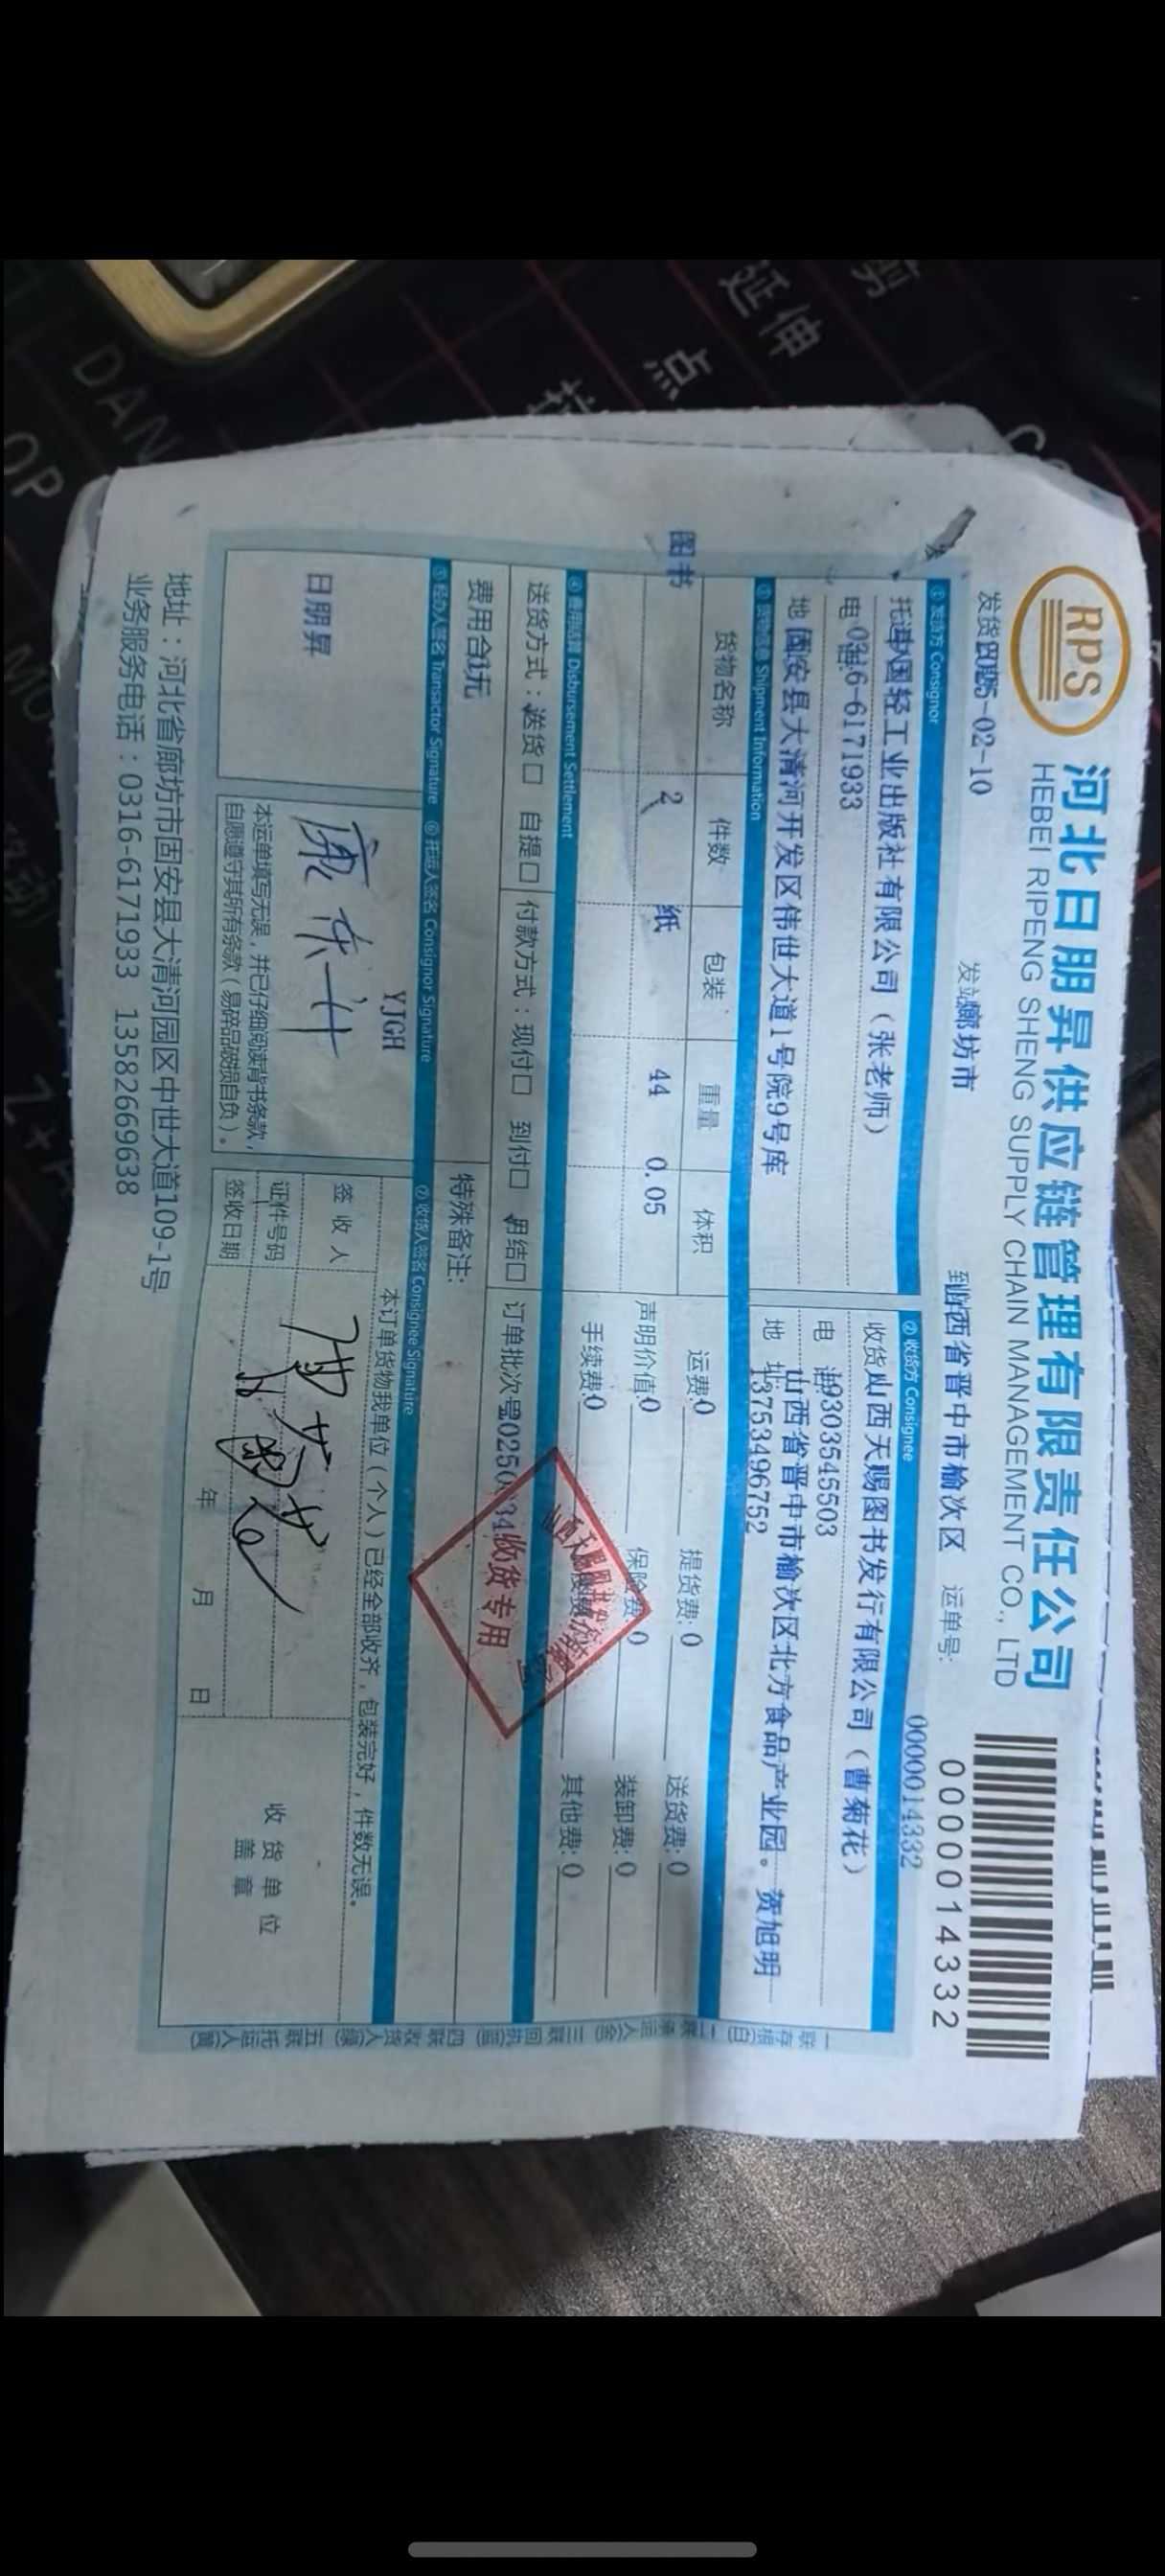 RPS
河北日朋昇供应链管理有限责任公司
HEBEI RIPENG SHENG SUPPLY CHAIN MANAGEMENT CO., LTD
0000014332
发货 2025-02-10
发站 廊坊市
到站 山西省晋中市榆次区
运单号:
0000014332
① 发货方 Consignor
② 收货方 Consignee
托运 中国轻工业出版社有限公司（张老师）
收货 山西天赐图书发行有限公司（曹菊花）
电话 0316-6171933
电 话 19303545503
地 固安县大清河开发区伟世大道1号院9号库
地 址 山西省晋中市榆次区北方食品产业园。贺旭明
13753496752
③ 货物信息 Shipment Information
货物名称 件数 包装 重量 体积
图书 2 纸 44 0.05
运费:0 提货费:0 送货费:0
声明价值:0 保险费:0 装卸费:0
手续费:0 其他费:0
④ 费用结算 Disbursement Settlement
送货方式：送货□ 自提□
付款方式：现付□ 到付□ 月结□
订单批次号
收货专用
费用合计:元
特殊备注:
⑤ 经办人签名 Transactor Signature
⑥ 托运人签名 Consignor Signature
⑦ 收货人签名 Consignee Signature
日朋昇
YJGH
本运单填写无误，并已仔细阅读背书条款，
自愿遵守其所有条款（易碎品破损自负）。
本订单货物我单位（个人）已经全部收齐，包装完好，件数无误。
签 收 人
证件号码
签收日期
年 月 日
收 货 单 位
盖 章
地址：河北省廊坊市固安县大清河园区中世大道109-1号
业务服务电话：0316-6171933 13582669638
延伸
点
DAN